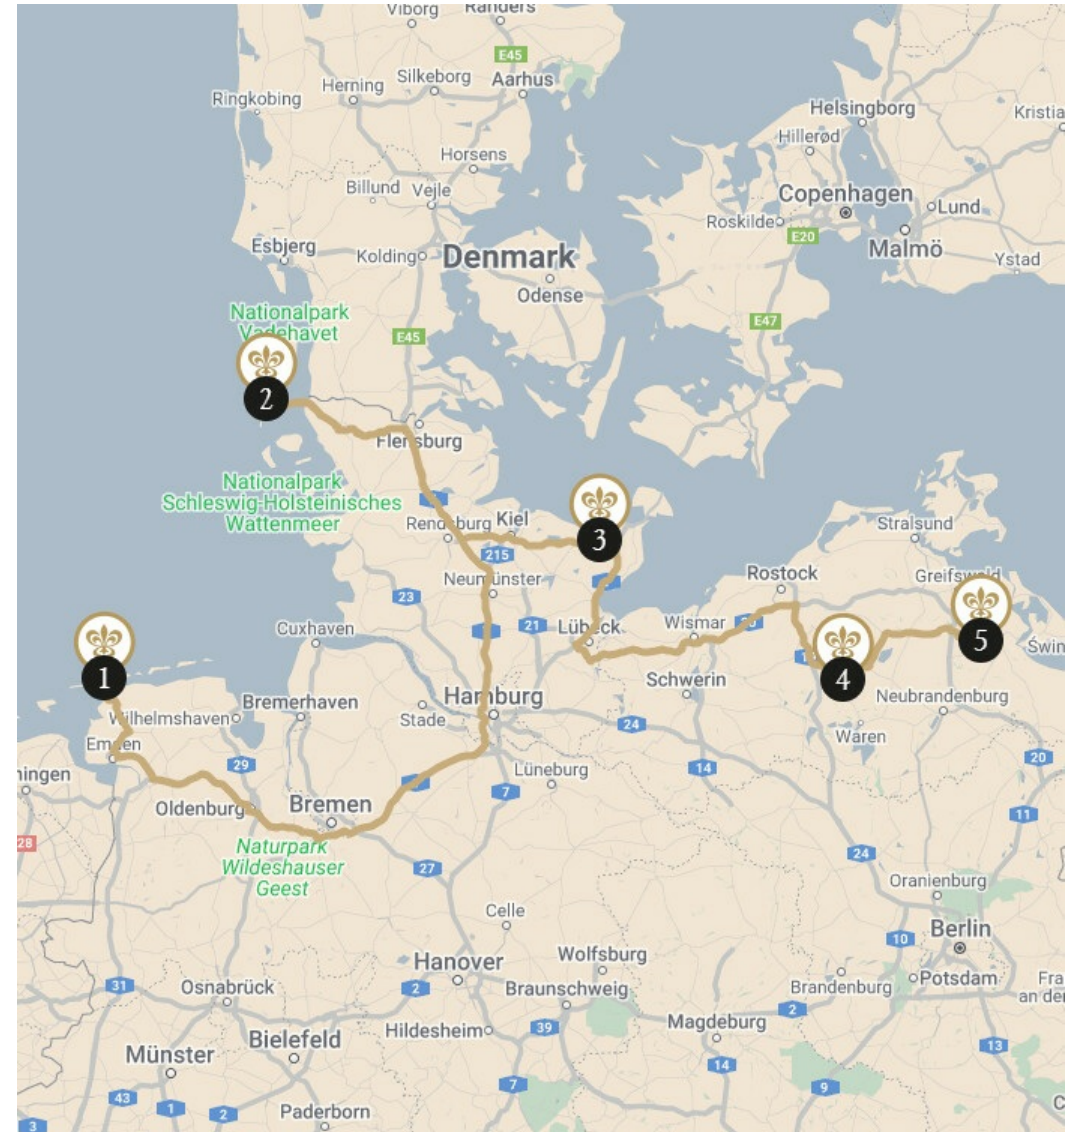 Viborg
Randers
E45
Silkeborg
Aarhus
Herning
Ringkobing
Helsingborg
Kristia
Hillerød
Horsens
Billund
Vejle
Copenhagen
Lund
Roskilde
E20
Malmö
Esbjerg
Kolding
Denmark
Ystad
Odense
Nationalpark
Vadehavet
E45
E47
2
Flensburg
Nationalpark
Schleswig-Holsteinisches
Wattenmeer
Rendsburg
Kiel
3
215
Stralsund
Neumünster
Rostock
Greifswald
23
Cuxhaven
21
Lübeck
Wismar
20
5
Świn
1
4
Schwerin
Bremerhaven
Hamburg
Neubrandenburg
Wilhelmshaven
Stade
24
Waren
Emden
29
14
20
ningen
Lüneburg
7
Oldenburg
Bremen
11
28
Naturpark
Wildeshauser
Geest
27
24
Oranienburg
Celle
Berlin
10
Hanover
Wolfsburg
31
Osnabrück
2
Braunschweig
Brandenburg
Potsdam
Fra
an der
2
Hildesheim
39
Magdeburg
Bielefeld
13
Münster
14
7
9
43
1
2
Paderborn
3
C